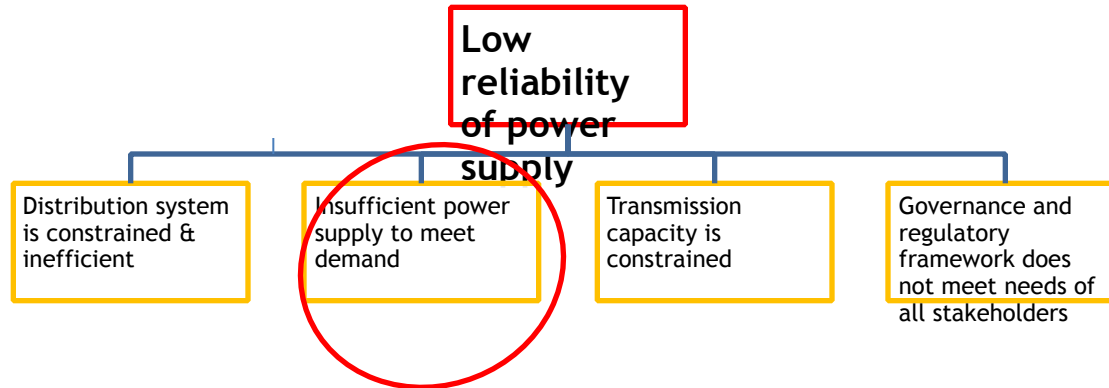 Low
reliability
of power
supply
Distribution system
is constrained &
inefficient
Insufficient power
supply to meet
demand
Transmission
capacity is
constrained
Governance and
regulatory
framework does
not meet needs of
all stakeholders